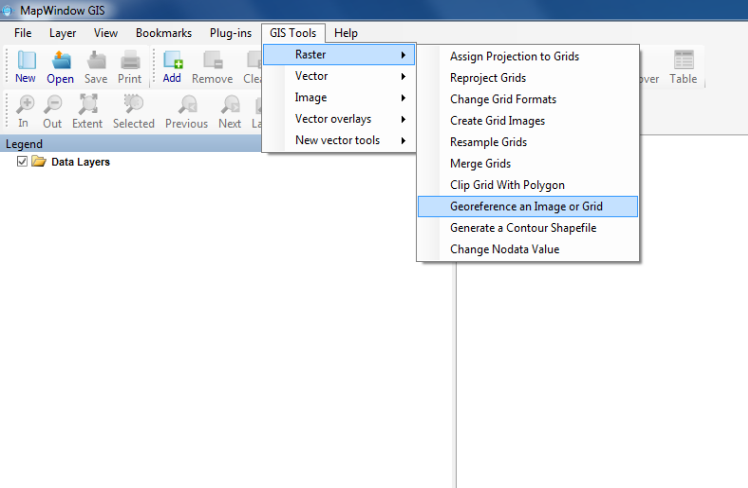 MapWindow GIS
File Layer View Bookmarks Plug-ins GIS Tools Help
Raster
Vector
Image
Vector overlays
New vector tools
Assign Projection to Grids
Reproject Grids
Change Grid Formats
Create Grid Images
Resample Grids
Merge Grids
Clip Grid With Polygon
Georeference an Image or Grid
Generate a Contour Shapefile
Change Nodata Value
New Open Save Print Add Remove Table
In Out Extent Selected Previous Next
Legend
Data Layers